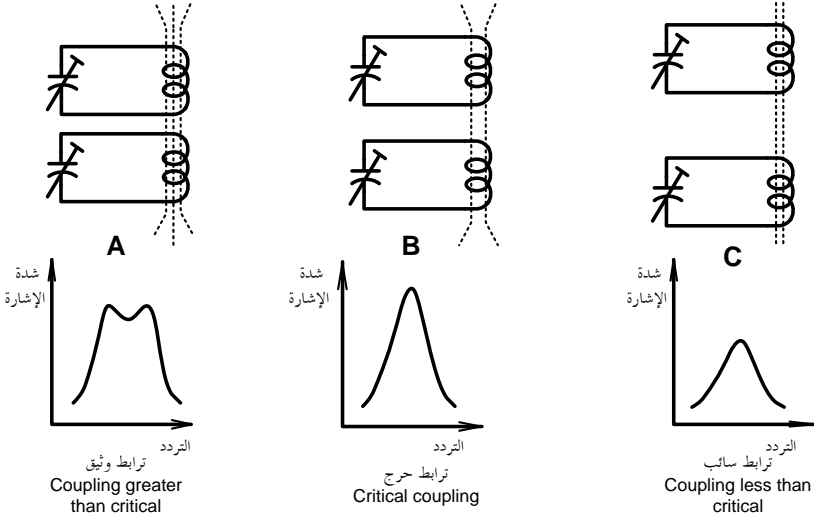 A
شدة
الإشارة
التردد
ترابط وثيق
Coupling greater
than critical
B
شدة
الإشارة
التردد
ترابط حرج
Critical coupling
C
شدة
الإشارة
التردد
ترابط سائب
Coupling less than
critical